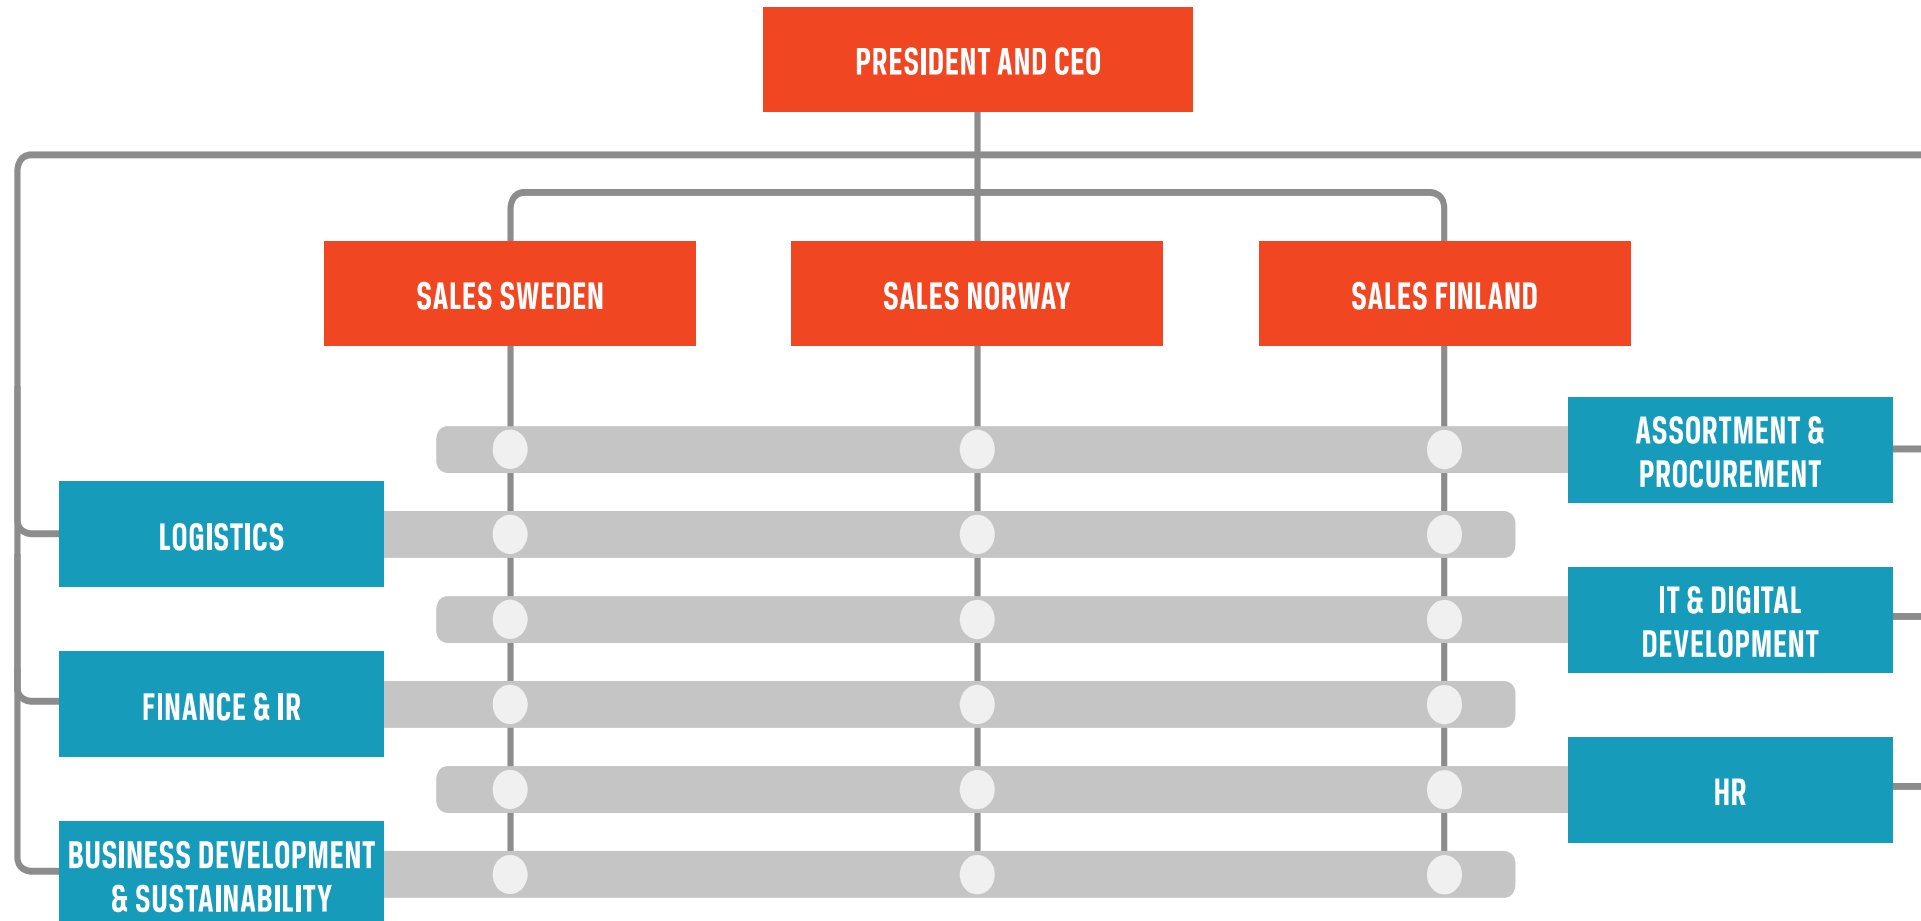 PRESIDENT AND CEO
SALES SWEDEN
SALES NORWAY
SALES FINLAND
ASSORTMENT &
PROCUREMENT
LOGISTICS
IT & DIGITAL
DEVELOPMENT
FINANCE & IR
HR
BUSINESS DEVELOPMENT
& SUSTAINABILITY